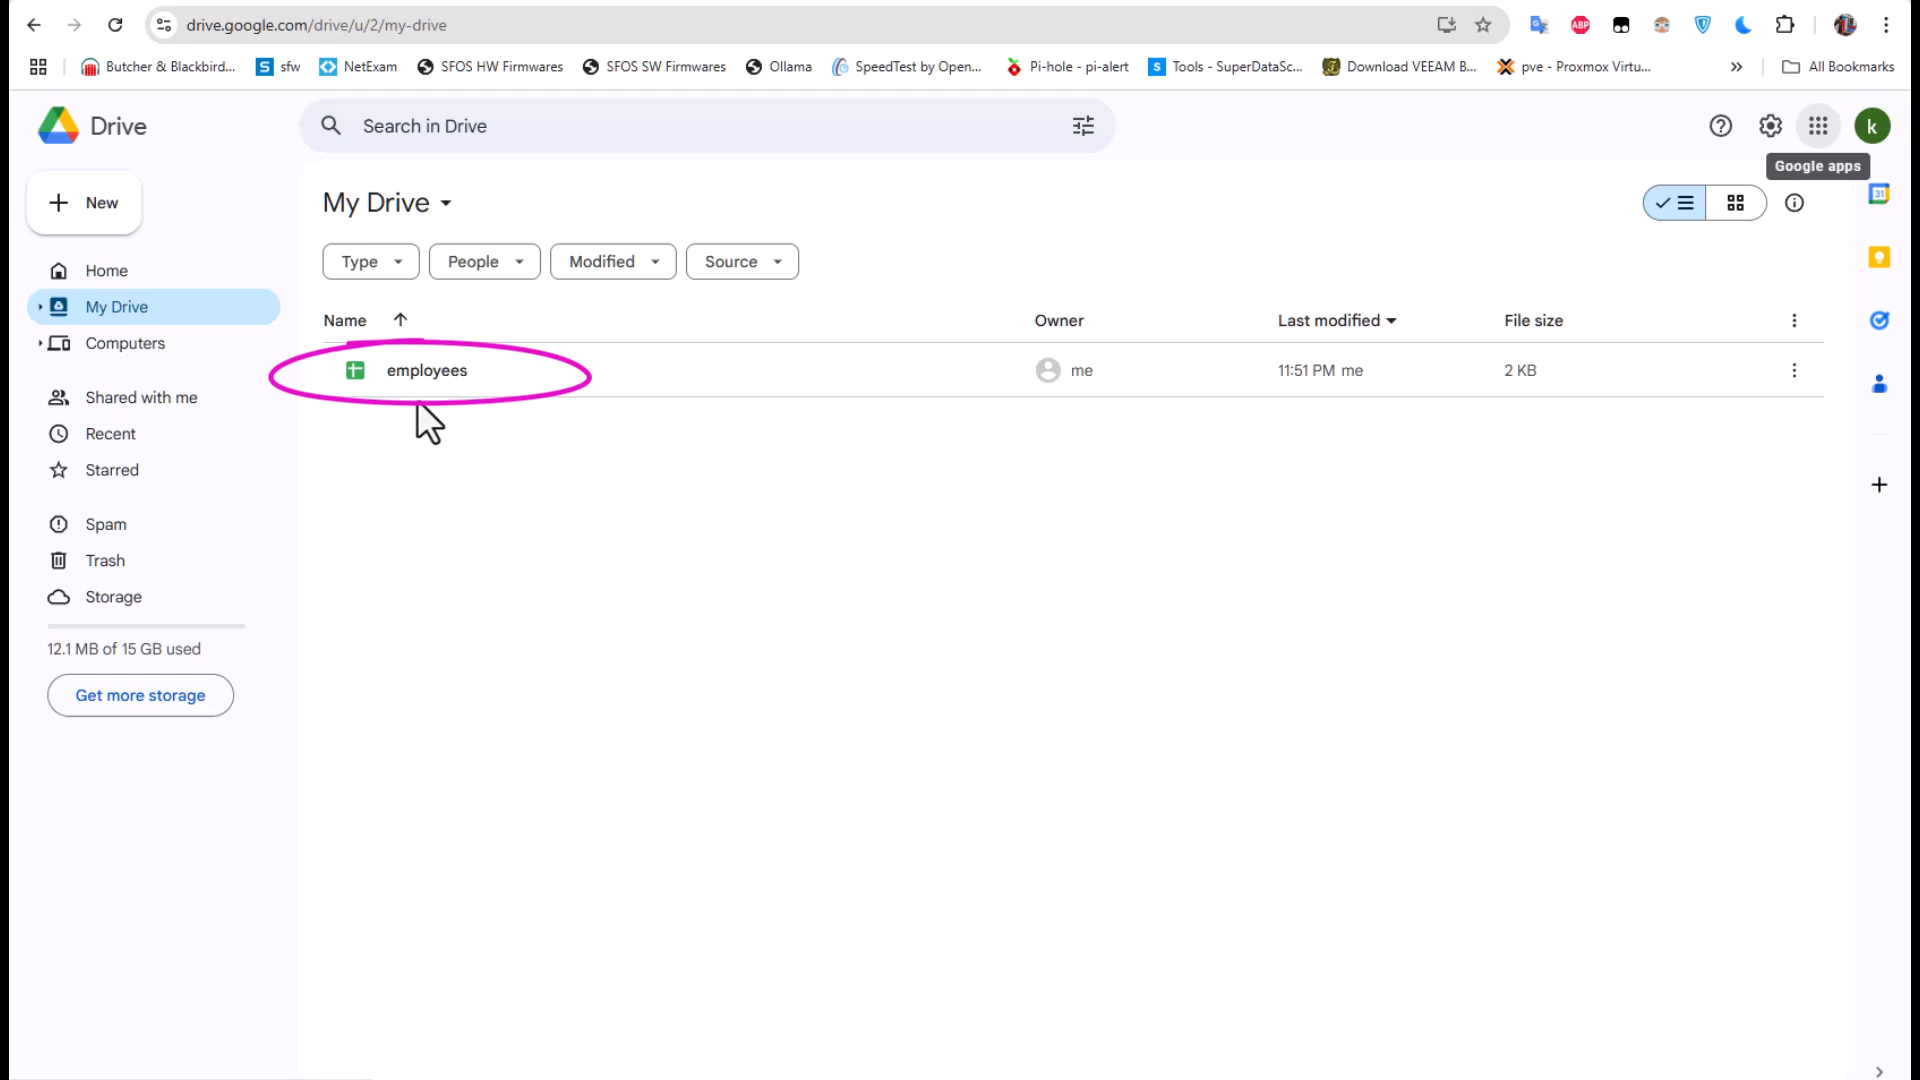 drive.google.com/drive/u/2/my-drive
ABP
Butcher & Blackbird... S sfw NetExam SFOS HW Firmwares SFOS SW Firmwares Ollama SpeedTest by Open... Pi-hole - pi-alert S Tools - SuperDataSc... Download VEEAM B... pve - Proxmox Virtu... » All Bookmarks
Drive
Search in Drive
k
Google apps
New
My Drive
31
Type People Modified Source
Home
My Drive
Computers
Name Owner Last modified File size
employees me 11:51 PM me 2 KB
Shared with me
Recent
Starred
Spam
Trash
Storage
12.1 MB of 15 GB used
Get more storage